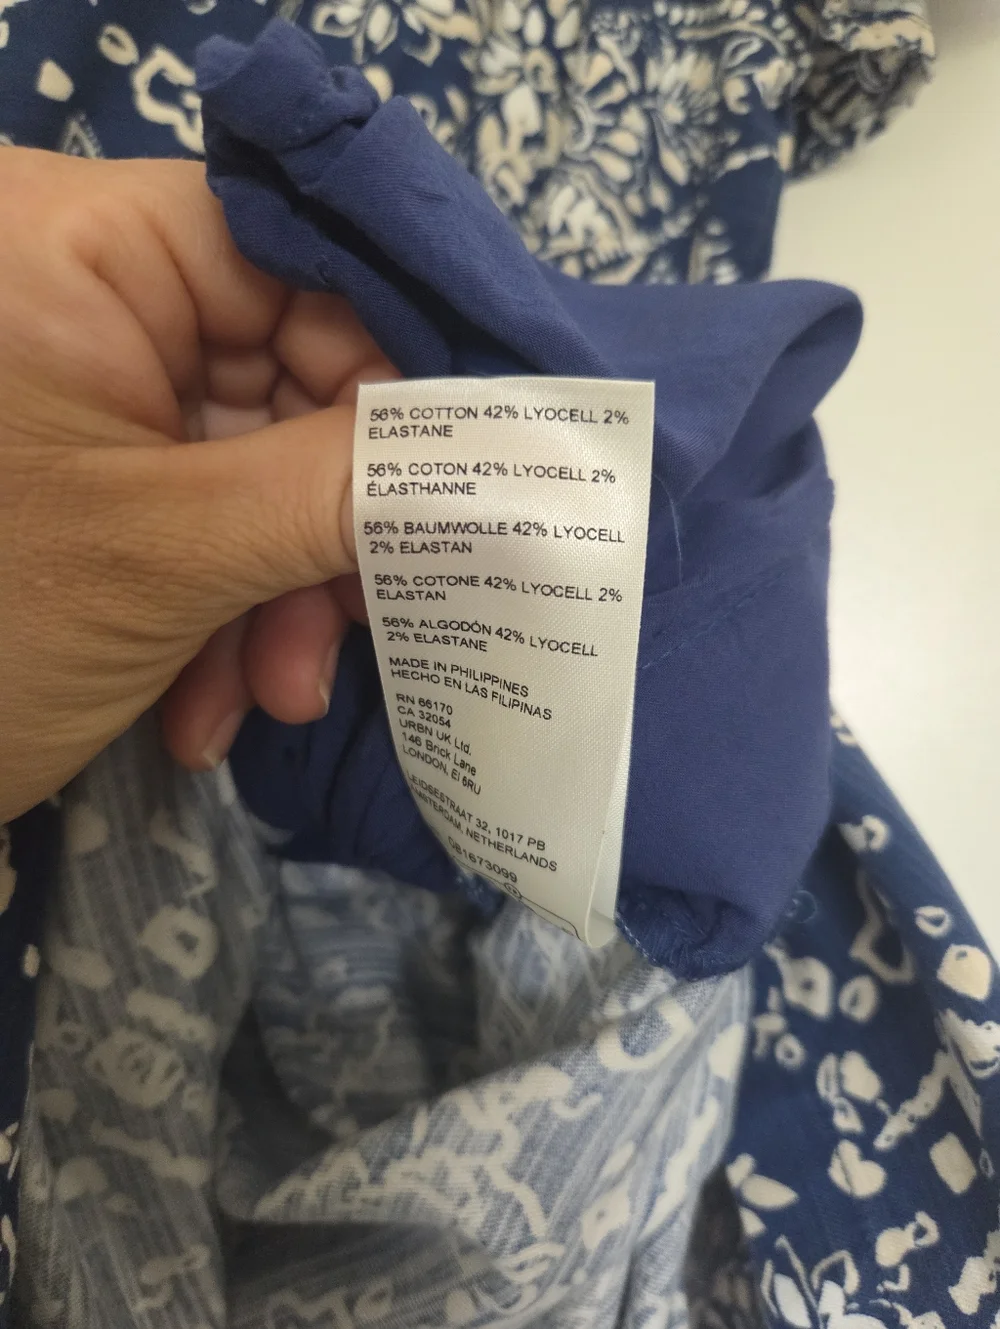 56% COTTON 42% LYOCELL 2%
ELASTANE
56% COTON 42% LYOCELL 2%
ÉLASTHANNE
56% BAUMWOLLE 42% LYOCELL
2% ELASTAN
56% COTONE 42% LYOCELL 2%
ELASTAN
56% ALGODÓN 42% LYOCELL
2% ELASTANE
MADE IN PHILIPPINES
HECHO EN LAS FILIPINAS
RN 66170
CA 32054
URBN UK Ltd.
146 Brick Lane
LONDON, EI 6RU
LEIDSESTRAAT 32, 1017 PB
AMSTERDAM, NETHERLANDS
081673099